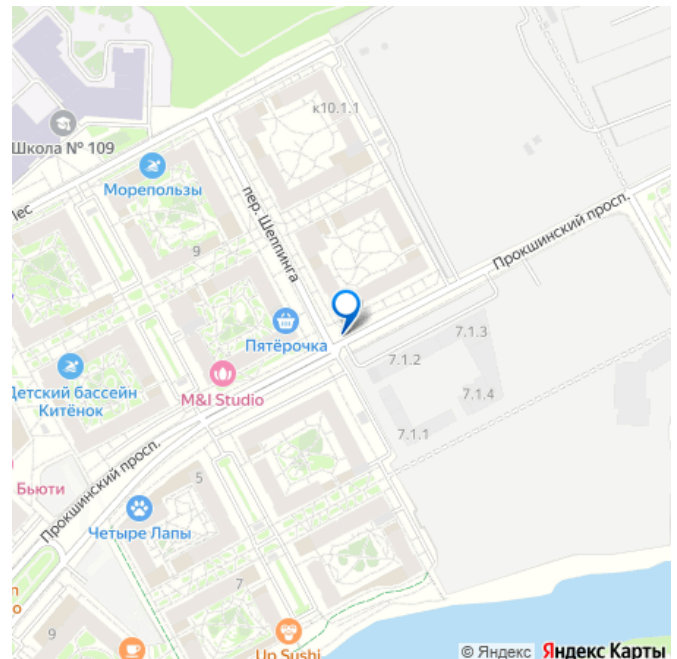 к10.1.1
Школа № 109
Морепользы
лес
пер. Шеппинга
Прокшинский просп.
9
Пятёрочка
7.1.3
7.1.2
7.1.4
M&I Studio
Детский бассейн
Китёнок
7.1.1
Прокшинский просп.
Бьюти
5
Четыре Лапы
7
9
Up Sushi
© Яндекс Яндекс Карты